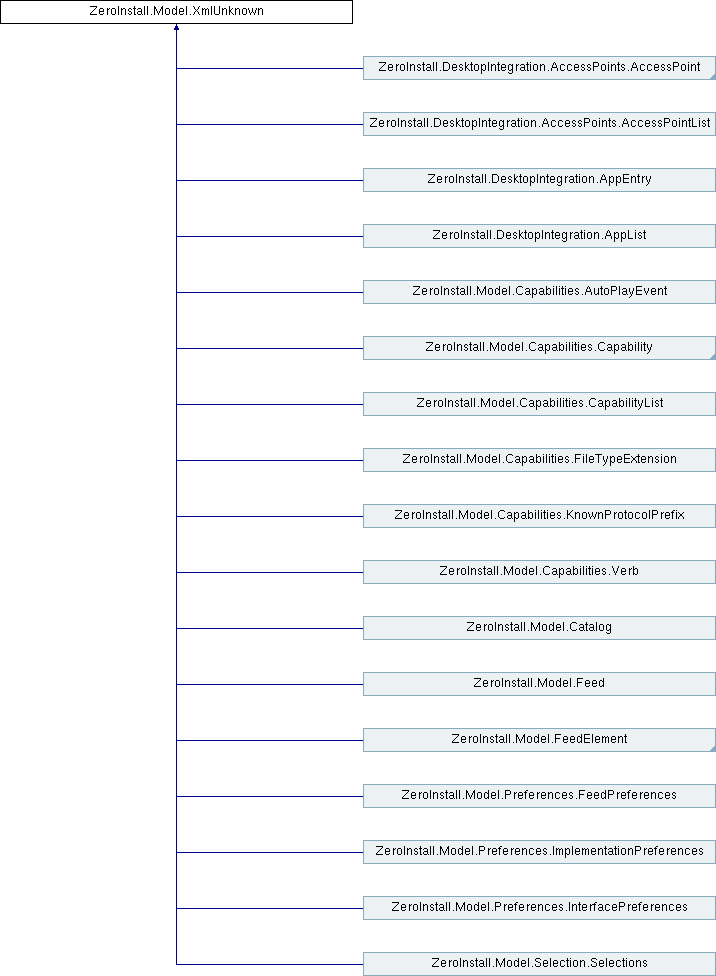 ZeroInstall.Model.XmlUnknown
ZeroInstall.DesktopIntegration.AccessPoints.AccessPoint
ZeroInstall.DesktopIntegration.AccessPoints.AccessPointList
ZeroInstall.DesktopIntegration.AppEntry
ZeroInstall.DesktopIntegration.AppList
ZeroInstall.Model.Capabilities.AutoPlayEvent
ZeroInstall.Model.Capabilities.Capability
ZeroInstall.Model.Capabilities.CapabilityList
ZeroInstall.Model.Capabilities.FileTypeExtension
ZeroInstall.Model.Capabilities.KnownProtocolPrefix
ZeroInstall.Model.Capabilities.Verb
ZeroInstall.Model.Catalog
ZeroInstall.Model.Feed
ZeroInstall.Model.FeedElement
ZeroInstall.Model.Preferences.FeedPreferences
ZeroInstall.Model.Preferences.ImplementationPreferences
ZeroInstall.Model.Preferences.InterfacePreferences
ZeroInstall.Model.Selection.Selections